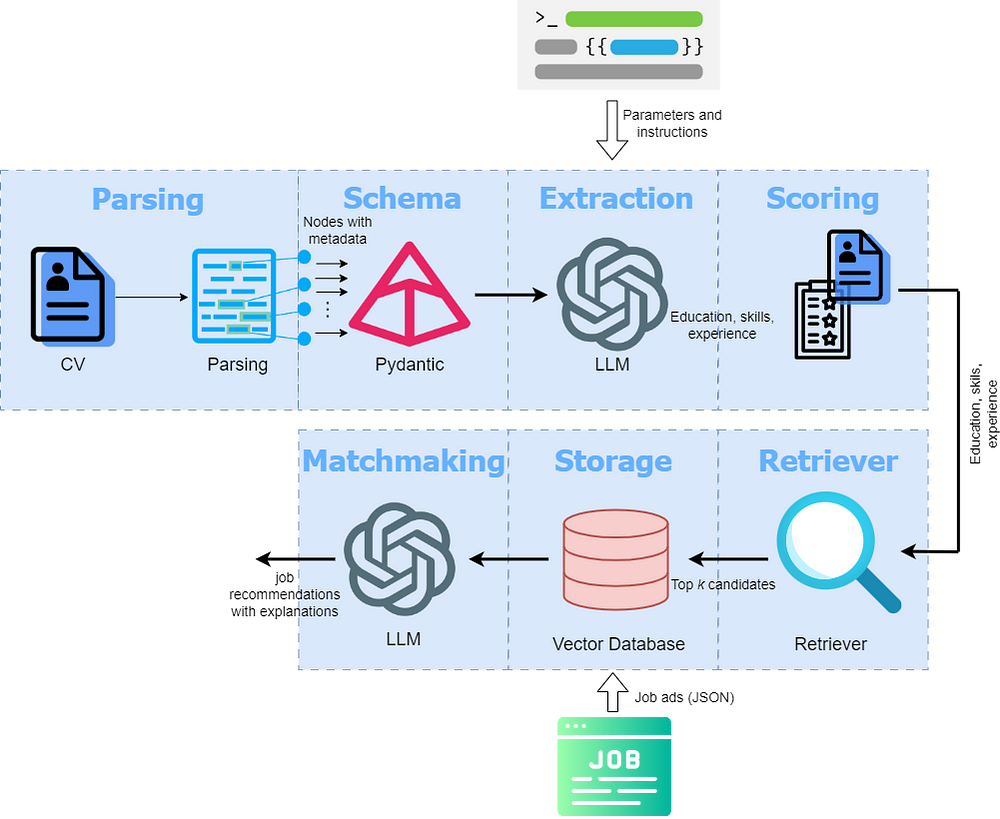 >_
{{ }}
Parameters and
instructions
Parsing
Schema
Extraction
Scoring
Nodes with
metadata
CV
Parsing
Pydantic
LLM
Education, skills,
experience
Education, skils,
experience
Matchmaking
Storage
Retriever
job
recommendations
with explanations
LLM
Vector Database
Top k candidates
Retriever
Job ads (JSON)
JOB